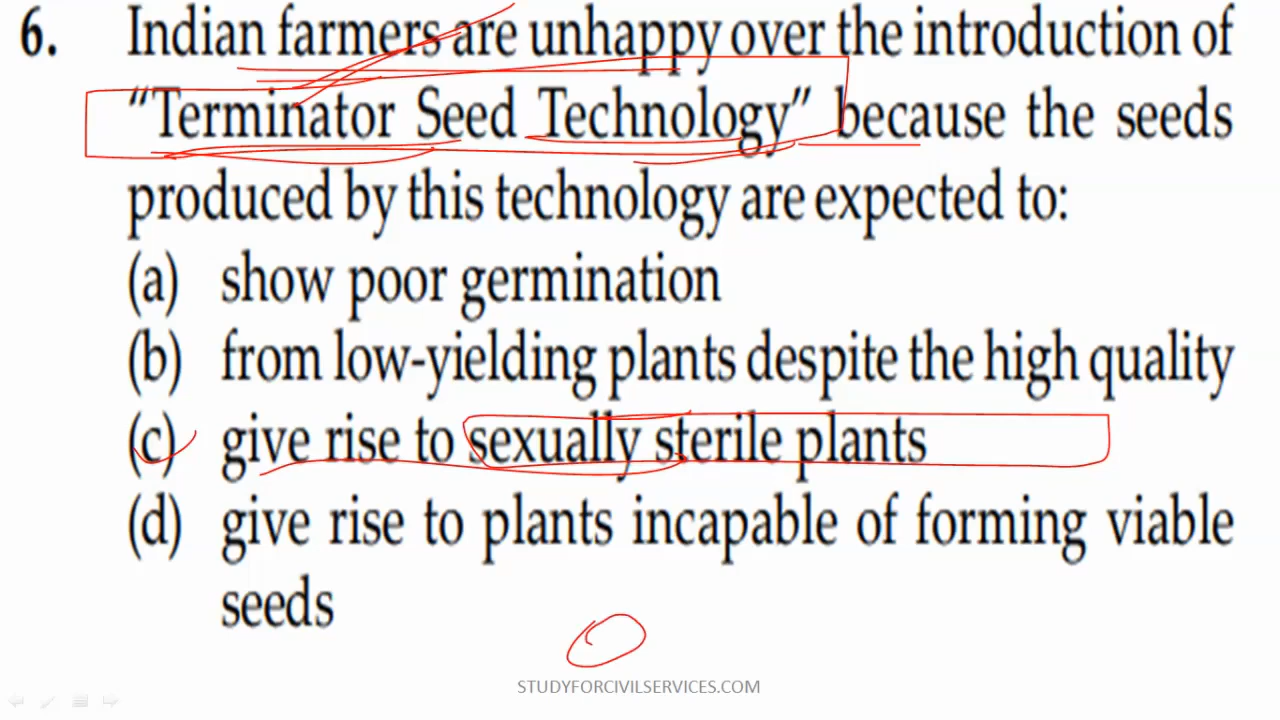 6. Indian farmers are unhappy over the introduction of
“Terminator Seed Technology” because the seeds
produced by this technology are expected to:
(a) show poor germination
(b) from low-yielding plants despite the high quality
(c) give rise to sexually sterile plants
(d) give rise to plants incapable of forming viable
seeds
STUDYFORCIVILSERVICES.COM